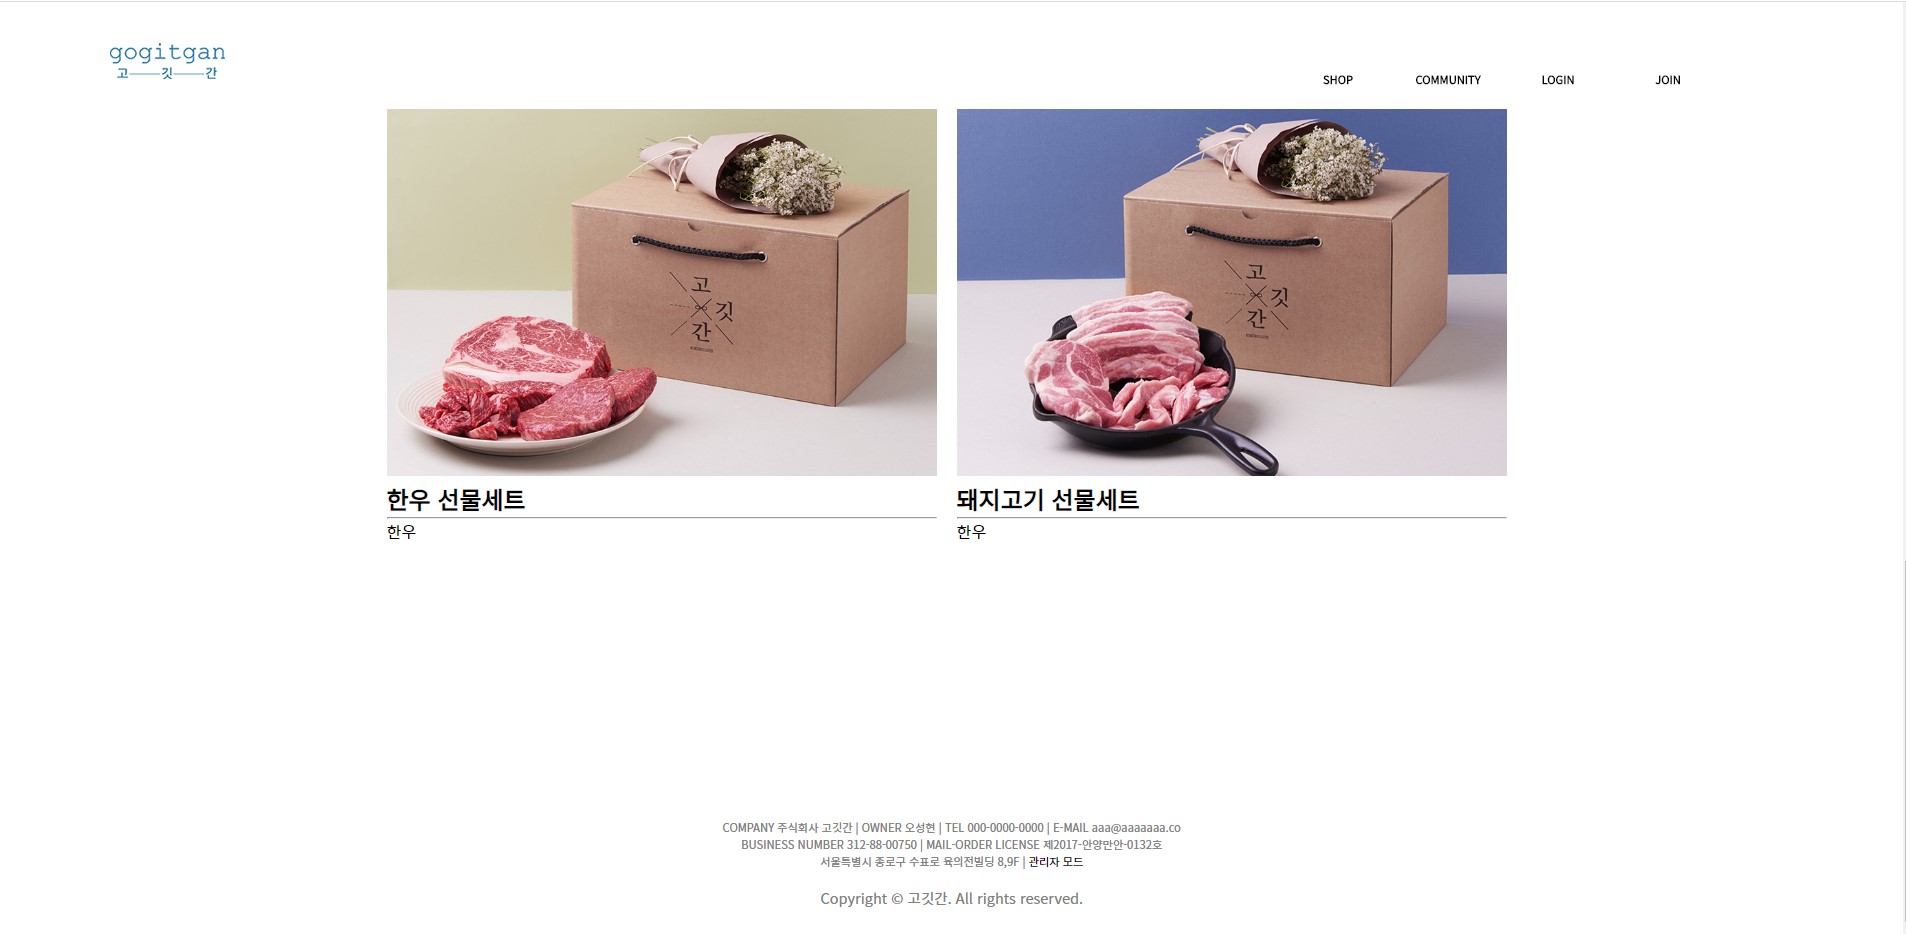 gogitgan
고 깃 간
SHOP COMMUNITY LOGIN JOIN
고
깃
간
고
깃
간
한우 선물세트
한우
돼지고기 선물세트
한우
COMPANY 주식회사 고깃간 | OWNER 오성현 | TEL 000-0000-0000 | E-MAIL aaa@aaaaaaa.co
BUSINESS NUMBER 312-88-00750 | MAIL-ORDER LICENSE 제2017-안양만안-0132호
서울특별시 종로구 수표로 육의전빌딩 8,9F | 관리자 모드
Copyright © 고깃간. All rights reserved.